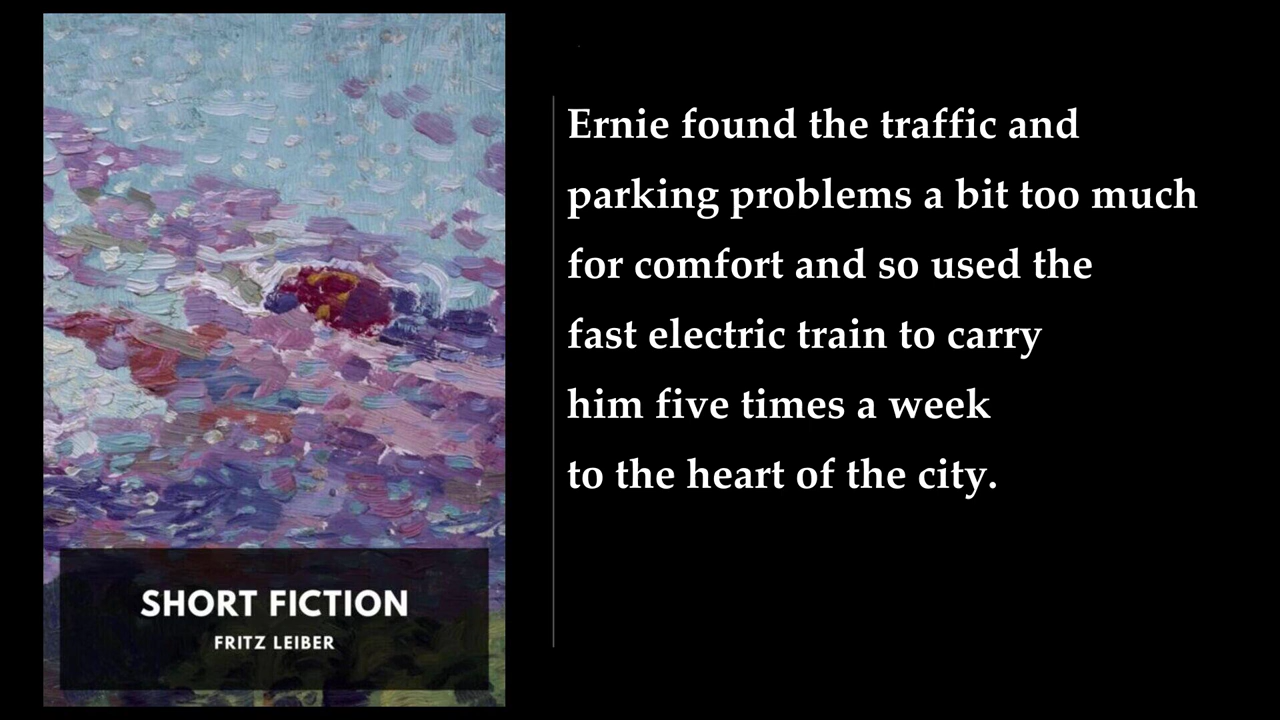 Ernie found the traffic and
parking problems a bit too much
for comfort and so used the
fast electric train to carry
him five times a week
to the heart of the city.
SHORT FICTION
FRITZ LEIBER